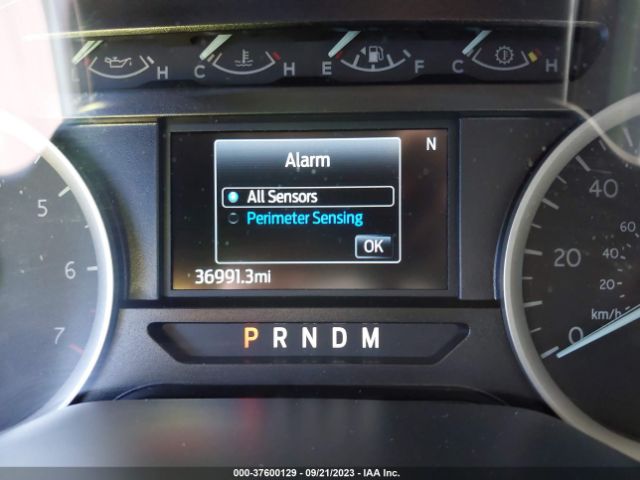 L H C H E F C H
Alarm
N
All Sensors
Perimeter Sensing
OK
36991.3mi
P R N D M
5
6
7
40
20
0
60
40
20
km/h
000-37600129 - 09/21/2023 - IAA Inc.